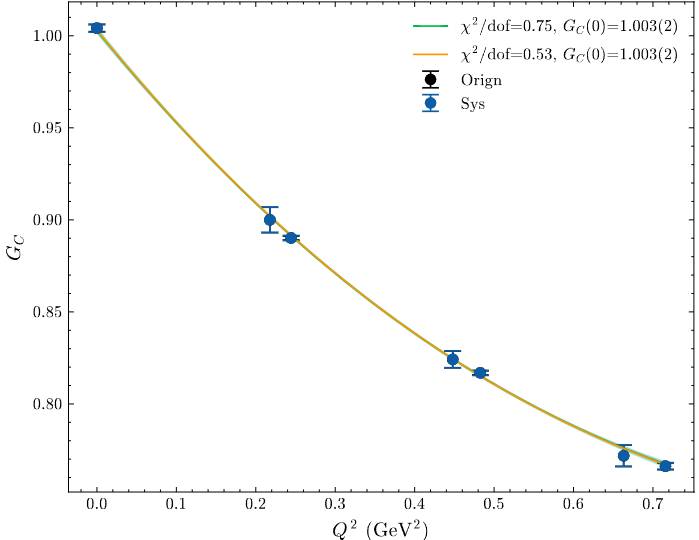 χ²/dof=0.75, G_C(0)=1.003(2)
χ²/dof=0.53, G_C(0)=1.003(2)
Orign
Sys
1.00
0.95
0.90
0.85
0.80
G_C
0.0 0.1 0.2 0.3 0.4 0.5 0.6 0.7
Q² (GeV²)